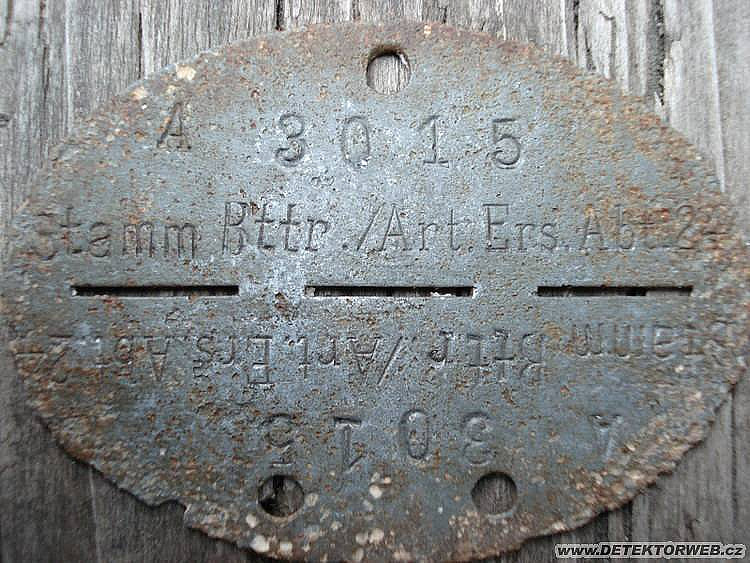 A 3015
Stamm.Bttr./Art.Ers.Abt.24
Stamm Bttr./Art.Ers.Abt.24
A 3015
www.DETEKTORWEB.cz